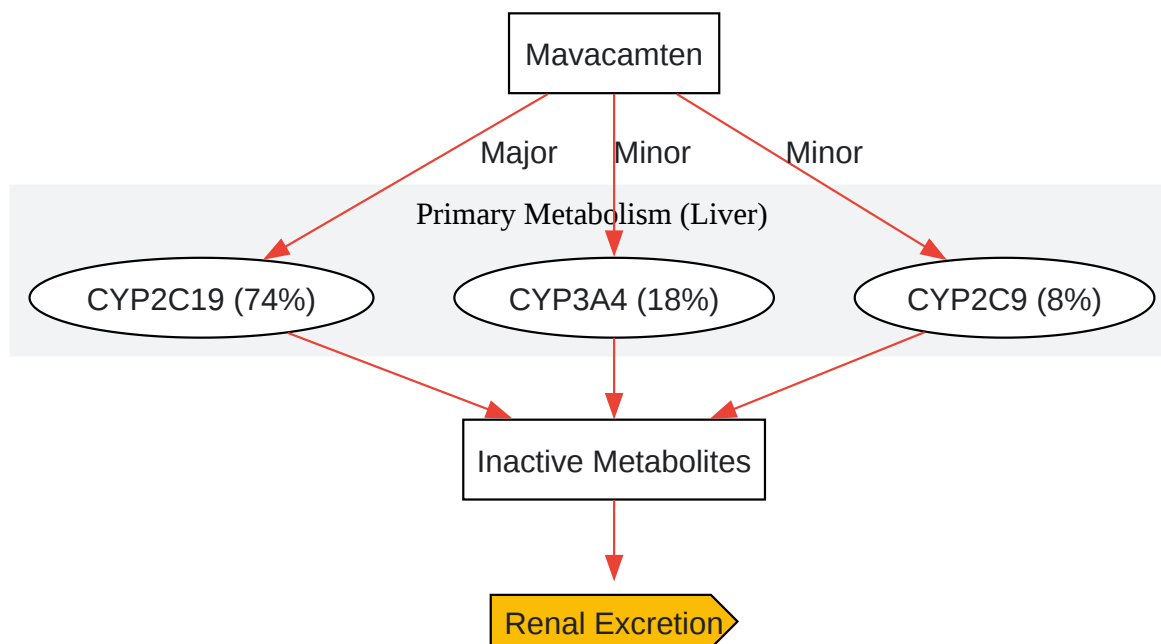 Mavacamten
Major
Minor
Minor
Primary Metabolism (Liver)
CYP2C19 (74%)
CYP3A4 (18%)
CYP2C9 (8%)
Inactive Metabolites
Renal Excretion